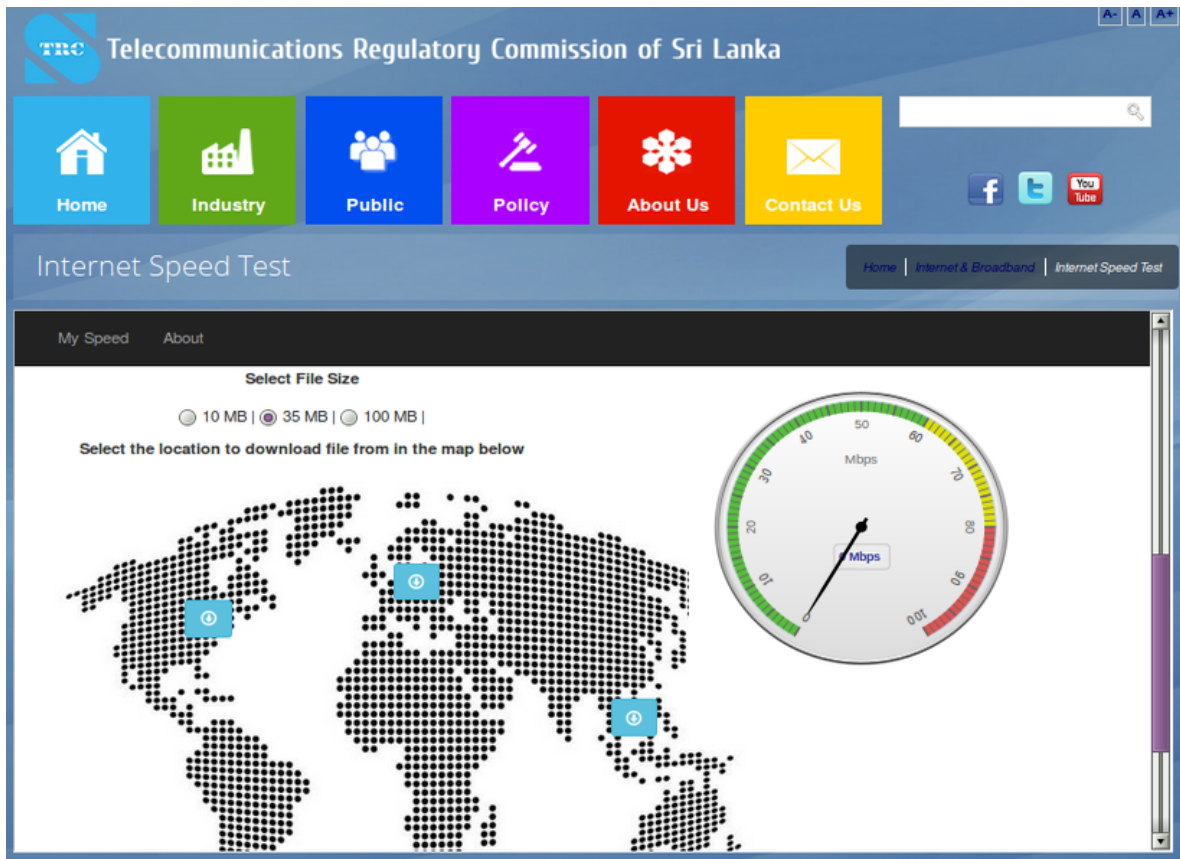 A- A A+
TRC Telecommunications Regulatory Commission of Sri Lanka
Home Industry Public Policy About Us Contact Us
You
Tube
Internet Speed Test
Home Internet & Broadband Internet Speed Test
My Speed About
Select File Size
10 MB | 35 MB | 100 MB |
Select the location to download file from in the map below
0 10 20 30 40 50 60 70 80 90 100
Mbps
0 Mbps